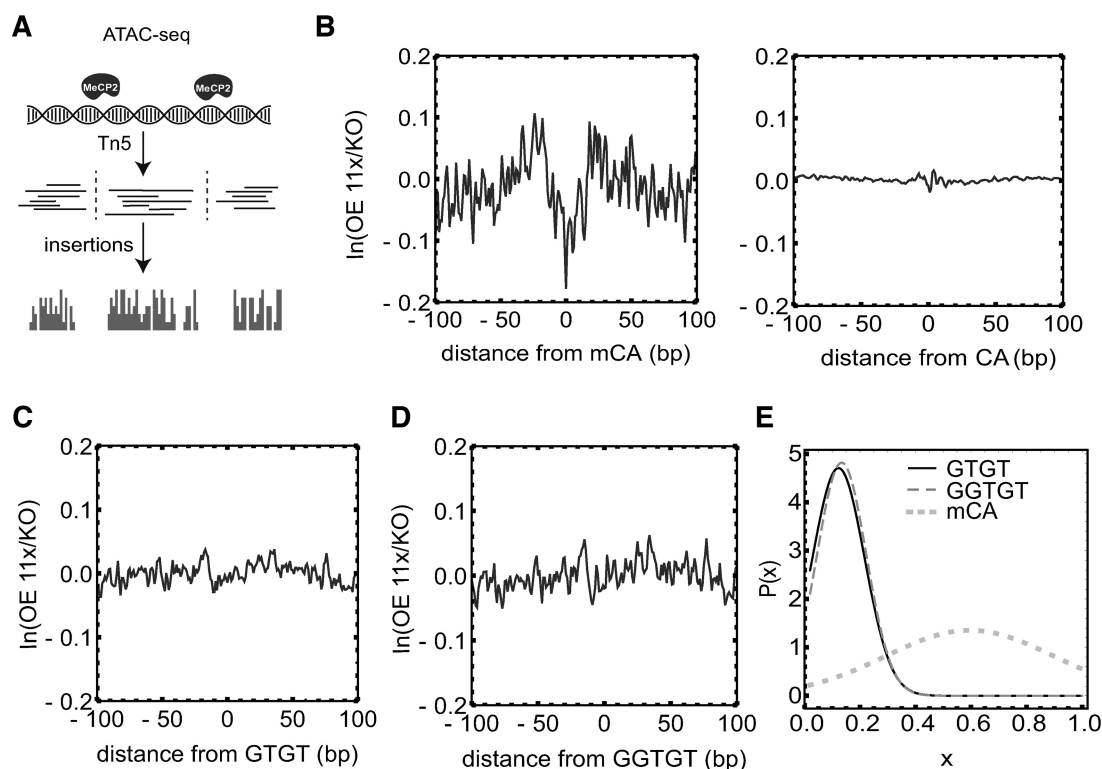 A
ATAC-seq
MeCP2
MeCP2
Tn5
insertions
B
ln(OE 11x/KO)
0.2
0.1
0.0
- 0.1
- 0.2
- 100
- 50
0
50
100
distance from mCA (bp)
0.2
0.1
0.0
- 0.1
- 0.2
- 100
- 50
0
50
100
distance from CA (bp)
C
ln(OE 11x/KO)
0.2
0.1
0.0
- 0.1
- 0.2
- 100
- 50
0
50
100
distance from GTGT (bp)
D
ln(OE 11x/KO)
0.2
0.1
0.0
- 0.1
- 0.2
- 100
- 50
0
50
100
distance from GGTGT (bp)
E
P(x)
5
4
3
2
1
0
GTGT
GGTGT
mCA
0.0
0.2
0.4
0.6
0.8
1.0
x